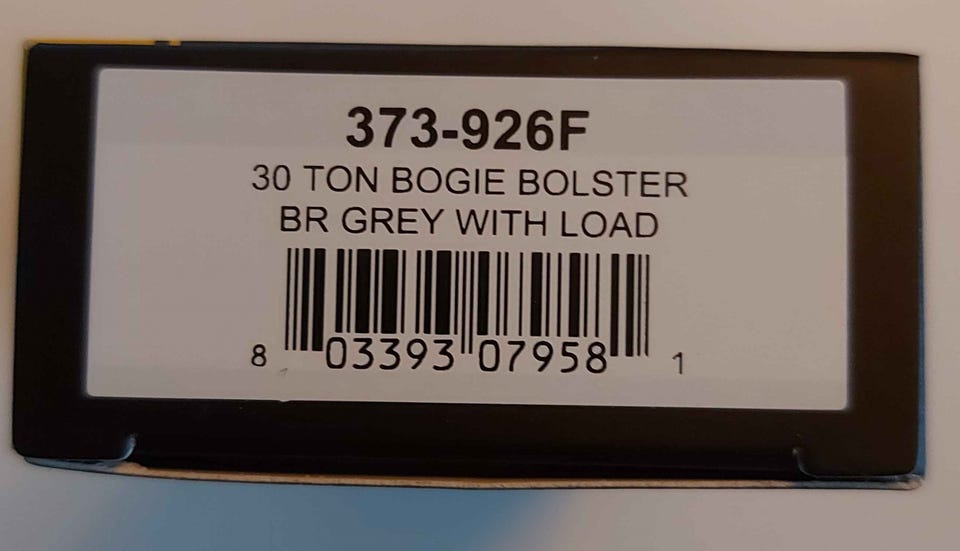 373-926F
30 TON BOGIE BOLSTER
BR GREY WITH LOAD
8 03393 07958 1